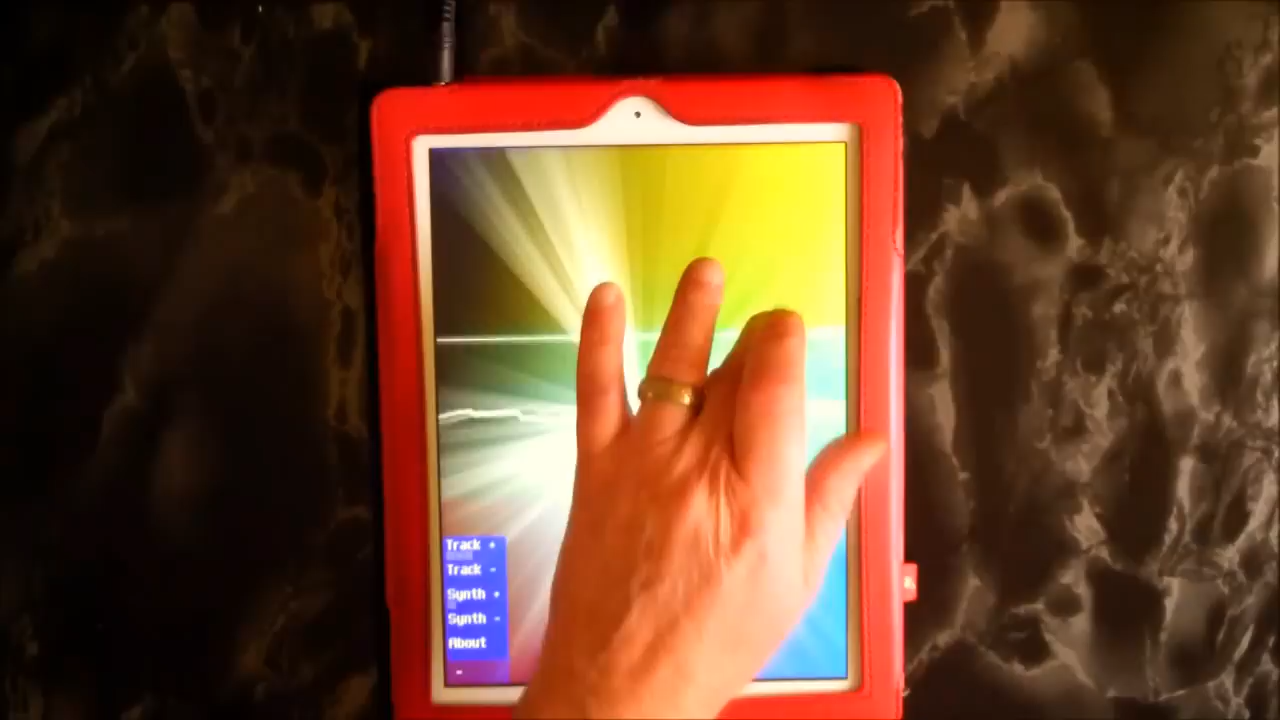 Track +
Track -
Synth +
Synth -
About
-